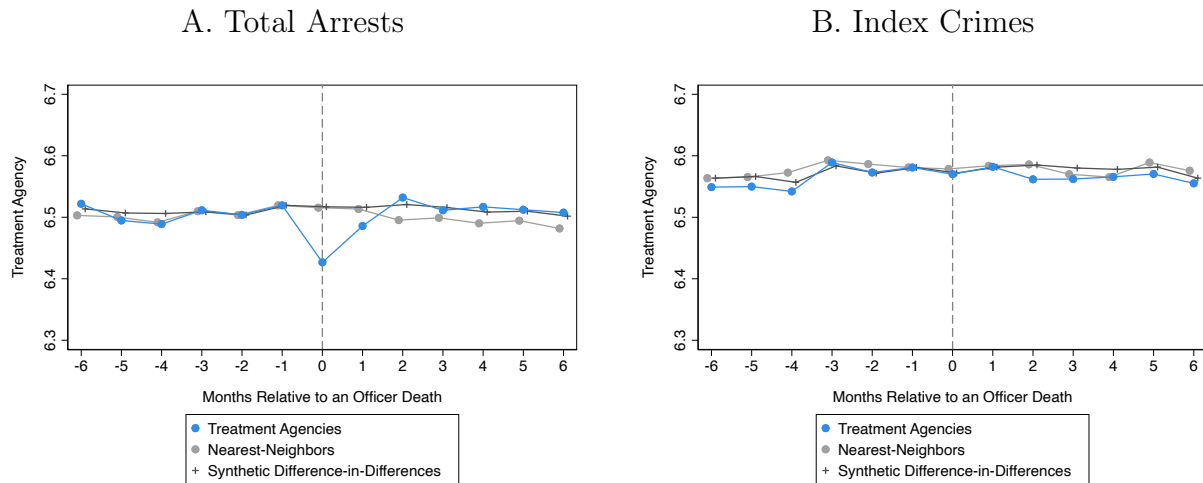 A. Total Arrests
6.7
6.6
6.5
6.4
6.3
Treatment Agency
-6 -5 -4 -3 -2 -1 0 1 2 3 4 5 6
Months Relative to an Officer Death
Treatment Agencies
Nearest-Neighbors
Synthetic Difference-in-Differences
B. Index Crimes
6.7
6.6
6.5
6.4
6.3
Treatment Agency
-6 -5 -4 -3 -2 -1 0 1 2 3 4 5 6
Months Relative to an Officer Death
Treatment Agencies
Nearest-Neighbors
Synthetic Difference-in-Differences